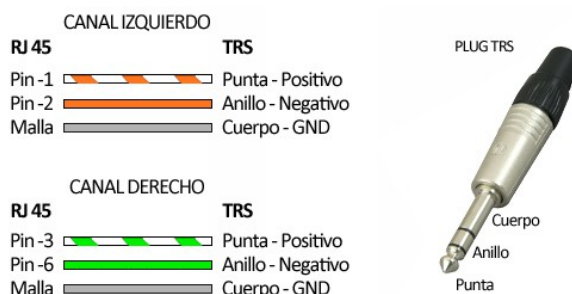 CANAL IZQUIERDO
RJ 45 TRS
Pin -1 Punta - Positivo
Pin -2 Anillo - Negativo
Malla Cuerpo - GND
CANAL DERECHO
RJ 45 TRS
Pin -3 Punta - Positivo
Pin -6 Anillo - Negativo
Malla Cuerpo - GND
PLUG TRS
Cuerpo
Anillo
Punta